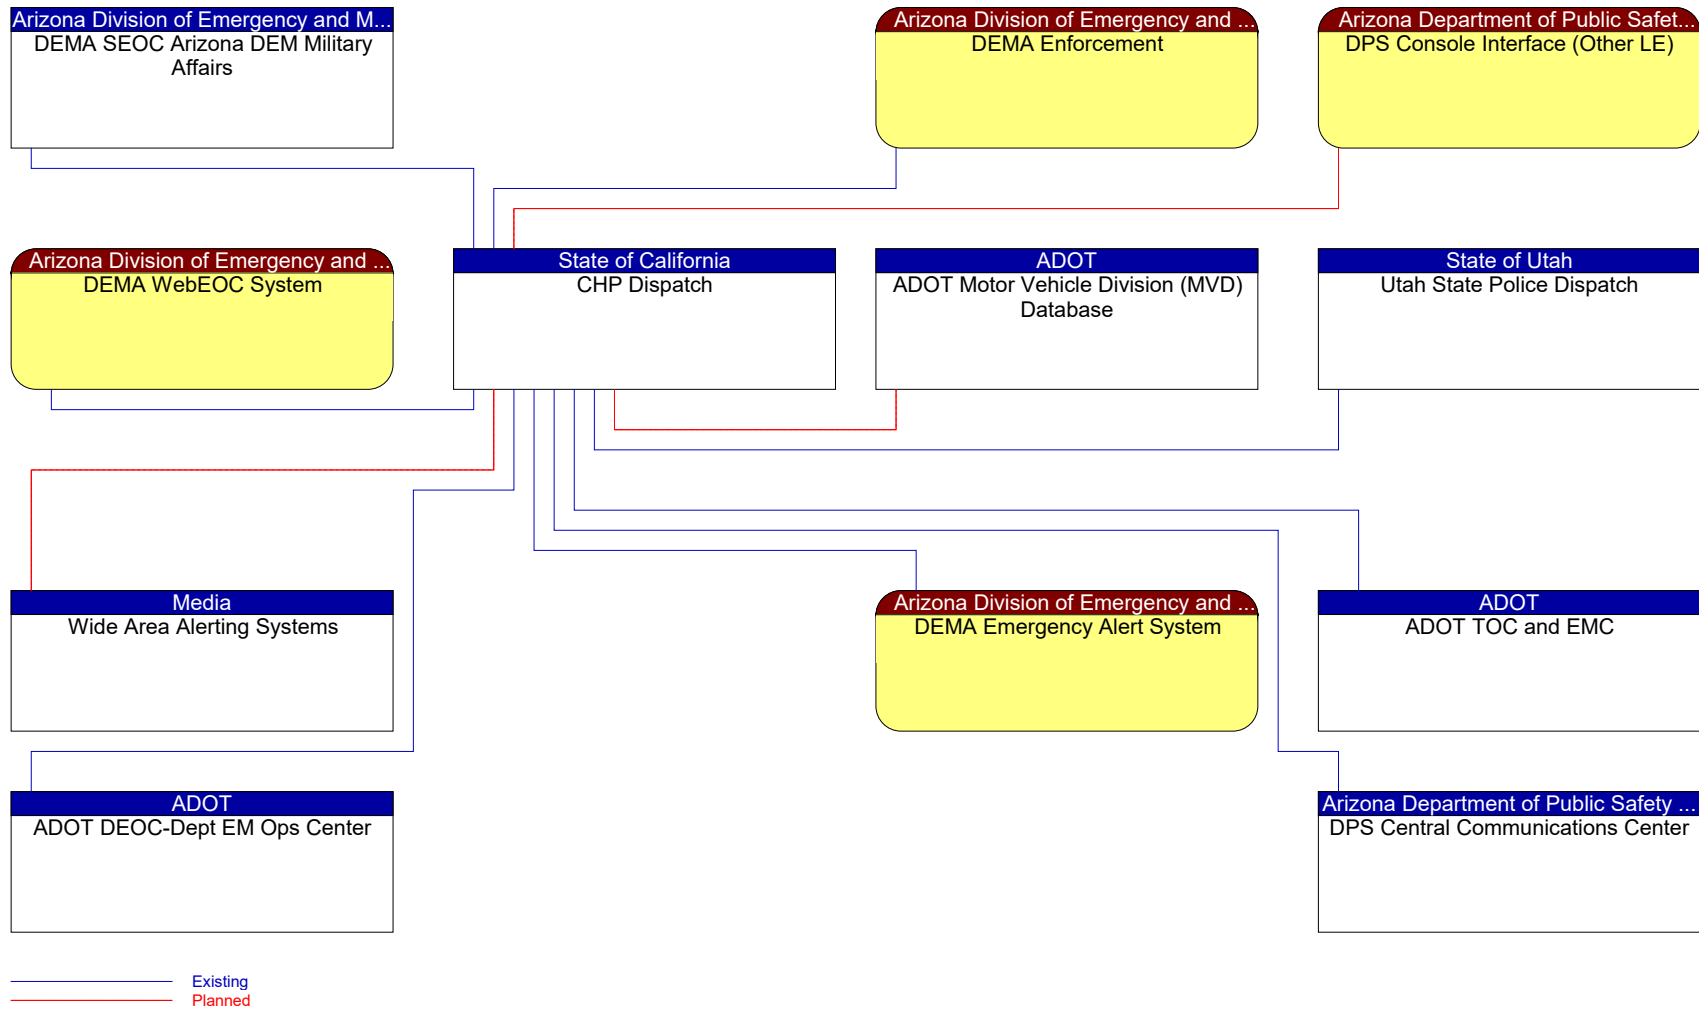 Arizona Division of Emergency and M...
DEMA SEOC Arizona DEM Military
Affairs
Arizona Division of Emergency and ...
DEMA Enforcement
Arizona Department of Public Safet...
DPS Console Interface (Other LE)
Arizona Division of Emergency and ...
DEMA WebEOC System
State of California
CHP Dispatch
ADOT
ADOT Motor Vehicle Division (MVD)
Database
State of Utah
Utah State Police Dispatch
Media
Wide Area Alerting Systems
Arizona Division of Emergency and ...
DEMA Emergency Alert System
ADOT
ADOT TOC and EMC
ADOT
ADOT DEOC-Dept EM Ops Center
Arizona Department of Public Safety ...
DPS Central Communications Center
Existing
Planned